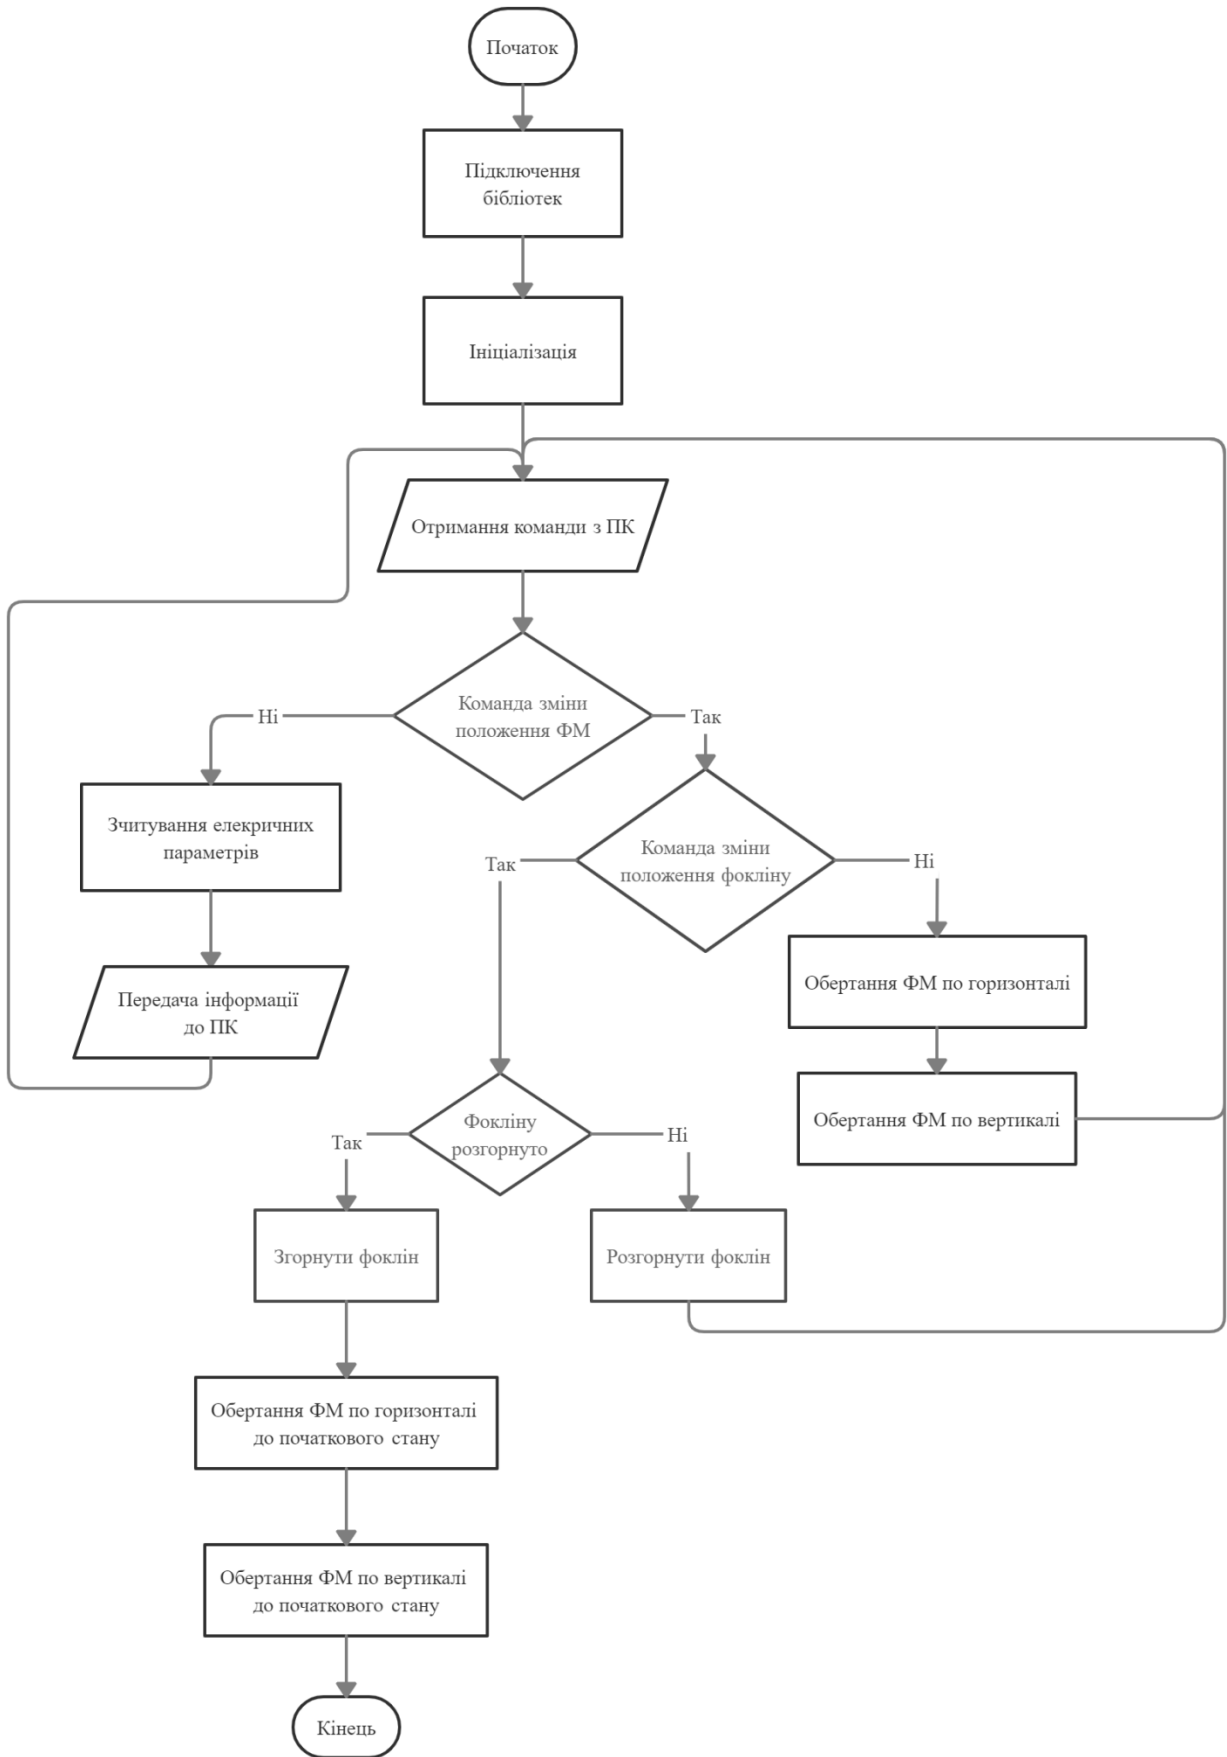 Початок
Підключення
бібліотек
Ініціалізація
Отримання команди з ПК
Команда зміни
положення ФМ
Ні
Так
Зчитування елекричних
параметрів
Команда зміни
положення фокліну
Так
Ні
Передача інформації
до ПК
Обертання ФМ по горизонталі
Обертання ФМ по вертикалі
Фокліну
розгорнуто
Так
Ні
Згорнути фоклін
Розгорнути фоклін
Обертання ФМ по горизонталі
до початкового стану
Обертання ФМ по вертикалі
до початкового стану
Кінець